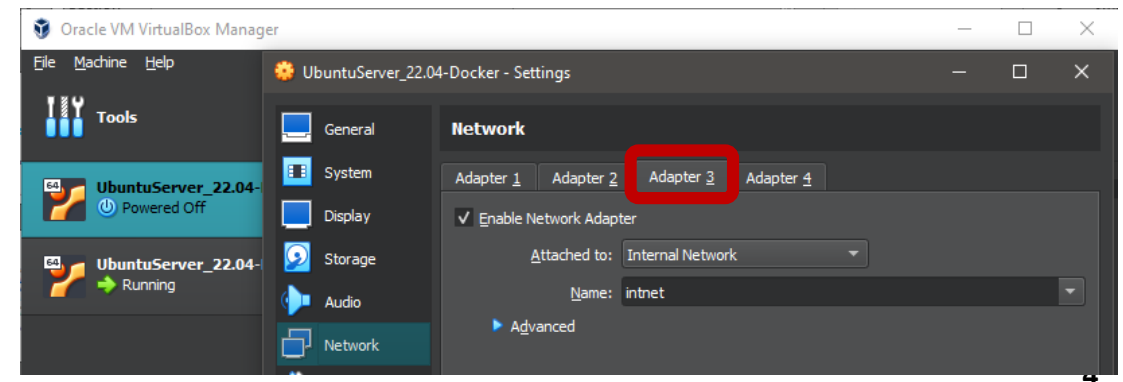 Oracle VM VirtualBox Manager
File Machine Help
UbuntuServer_22.04-Docker - Settings
Tools
General
Network
System
Adapter 1 Adapter 2 Adapter 3 Adapter 4
64
UbuntuServer_22.04-
Powered Off
Display
Enable Network Adapter
Attached to: Internal Network
Storage
64
UbuntuServer_22.04-
Running
Name: intnet
Audio
Advanced
Network
4